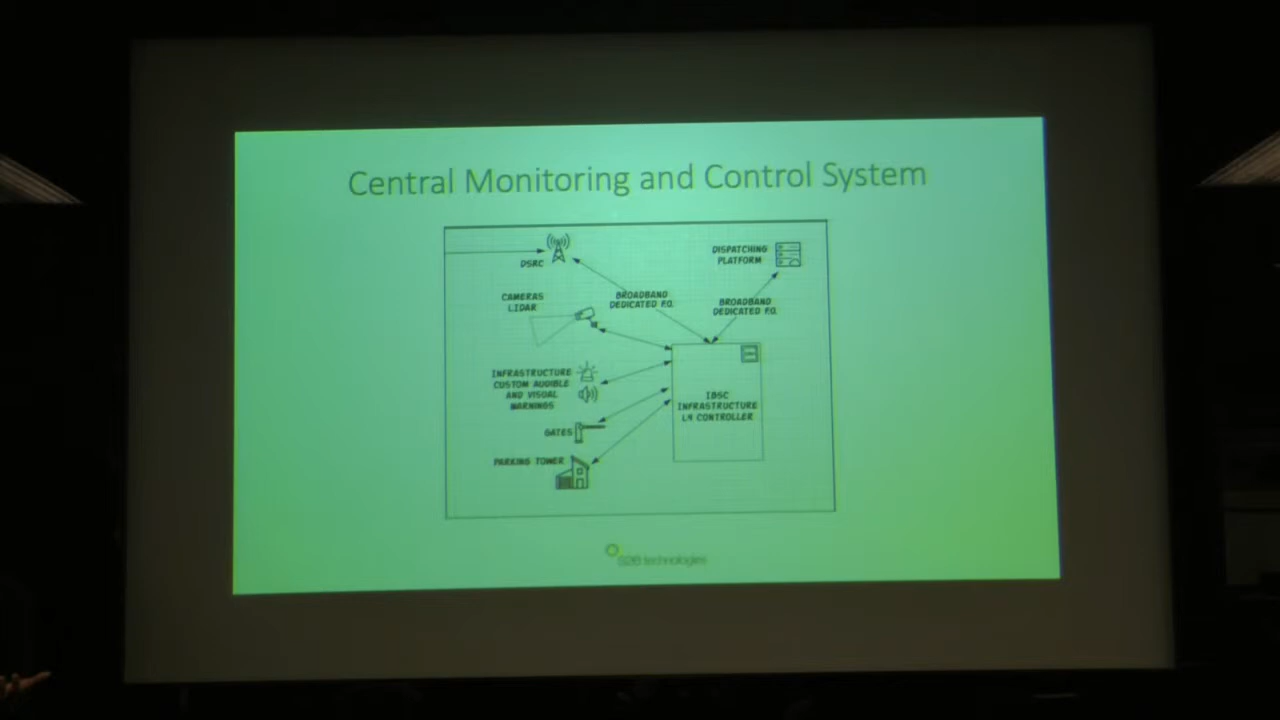 Central Monitoring and Control System
DSRC
DISPATCHING
PLATFORM
CAMERAS
LIDAR
BROADBAND
DEDICATED F.O.
BROADBAND
DEDICATED F.O.
INFRASTRUCTURE
CUSTOM AUDIBLE
AND VISUAL
WARNINGS
IBSC
INFRASTRUCTURE
L4 CONTROLLER
GATES
PARKING TOWER
technologies